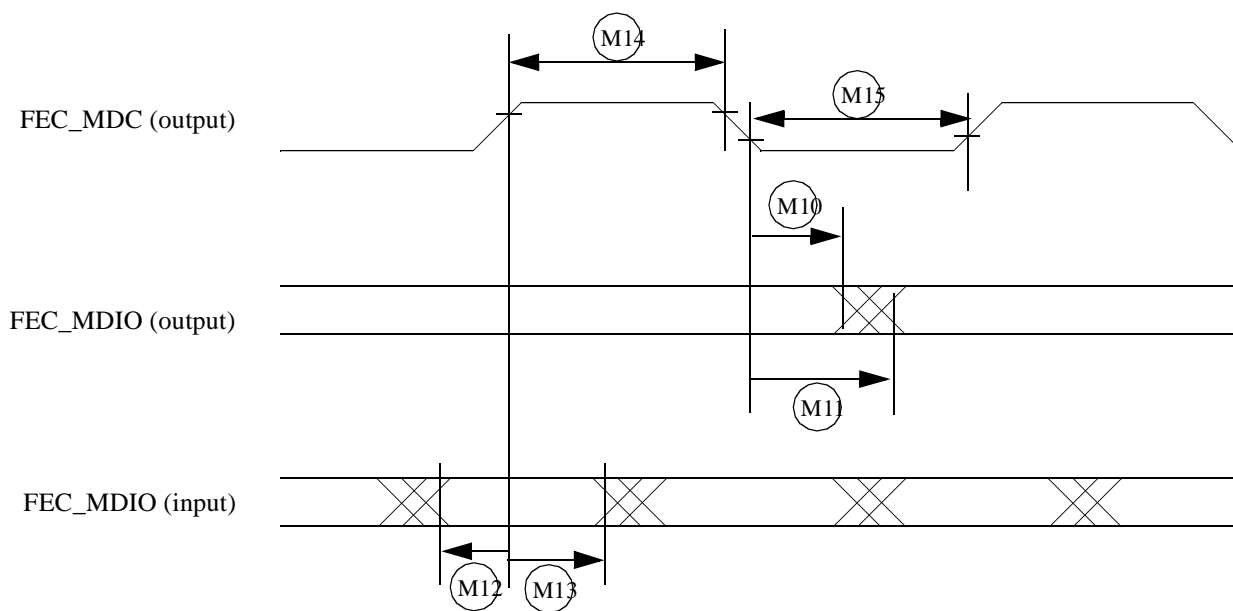 M14
FEC_MDC (output)
M15
M10
FEC_MDIO (output)
M11
FEC_MDIO (input)
M12
M13